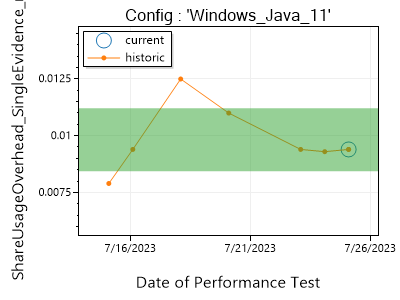 Config : 'Windows_Java_11'
current
historic
0.0125
0.01
0.0075
ShareUsageOverhead_SingleEvidence_
7/16/2023
7/21/2023
7/26/2023
Date of Performance Test